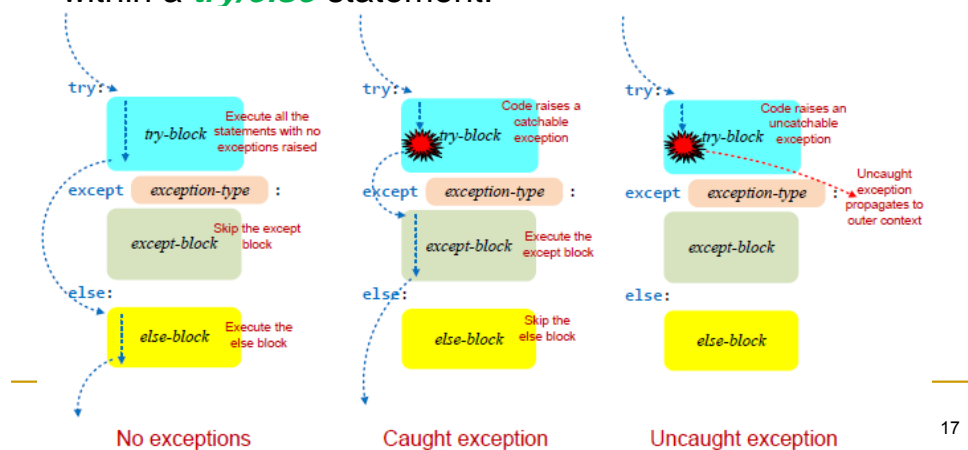 within a try/else statement.
try:
try-block
Execute all the
statements with no
exceptions raised
except exception-type :
except-block
Skip the except
block
else:
else-block
Execute the
else block
No exceptions
try:
try-block
Code raises a
catchable
exception
except exception-type :
except-block
Execute the
except block
else:
else-block
Skip the
else block
Caught exception
try:
try-block
Code raises an
uncatchable
exception
except exception-type :
Uncaught
exception
propagates to
outer context
except-block
else:
else-block
Uncaught exception
17